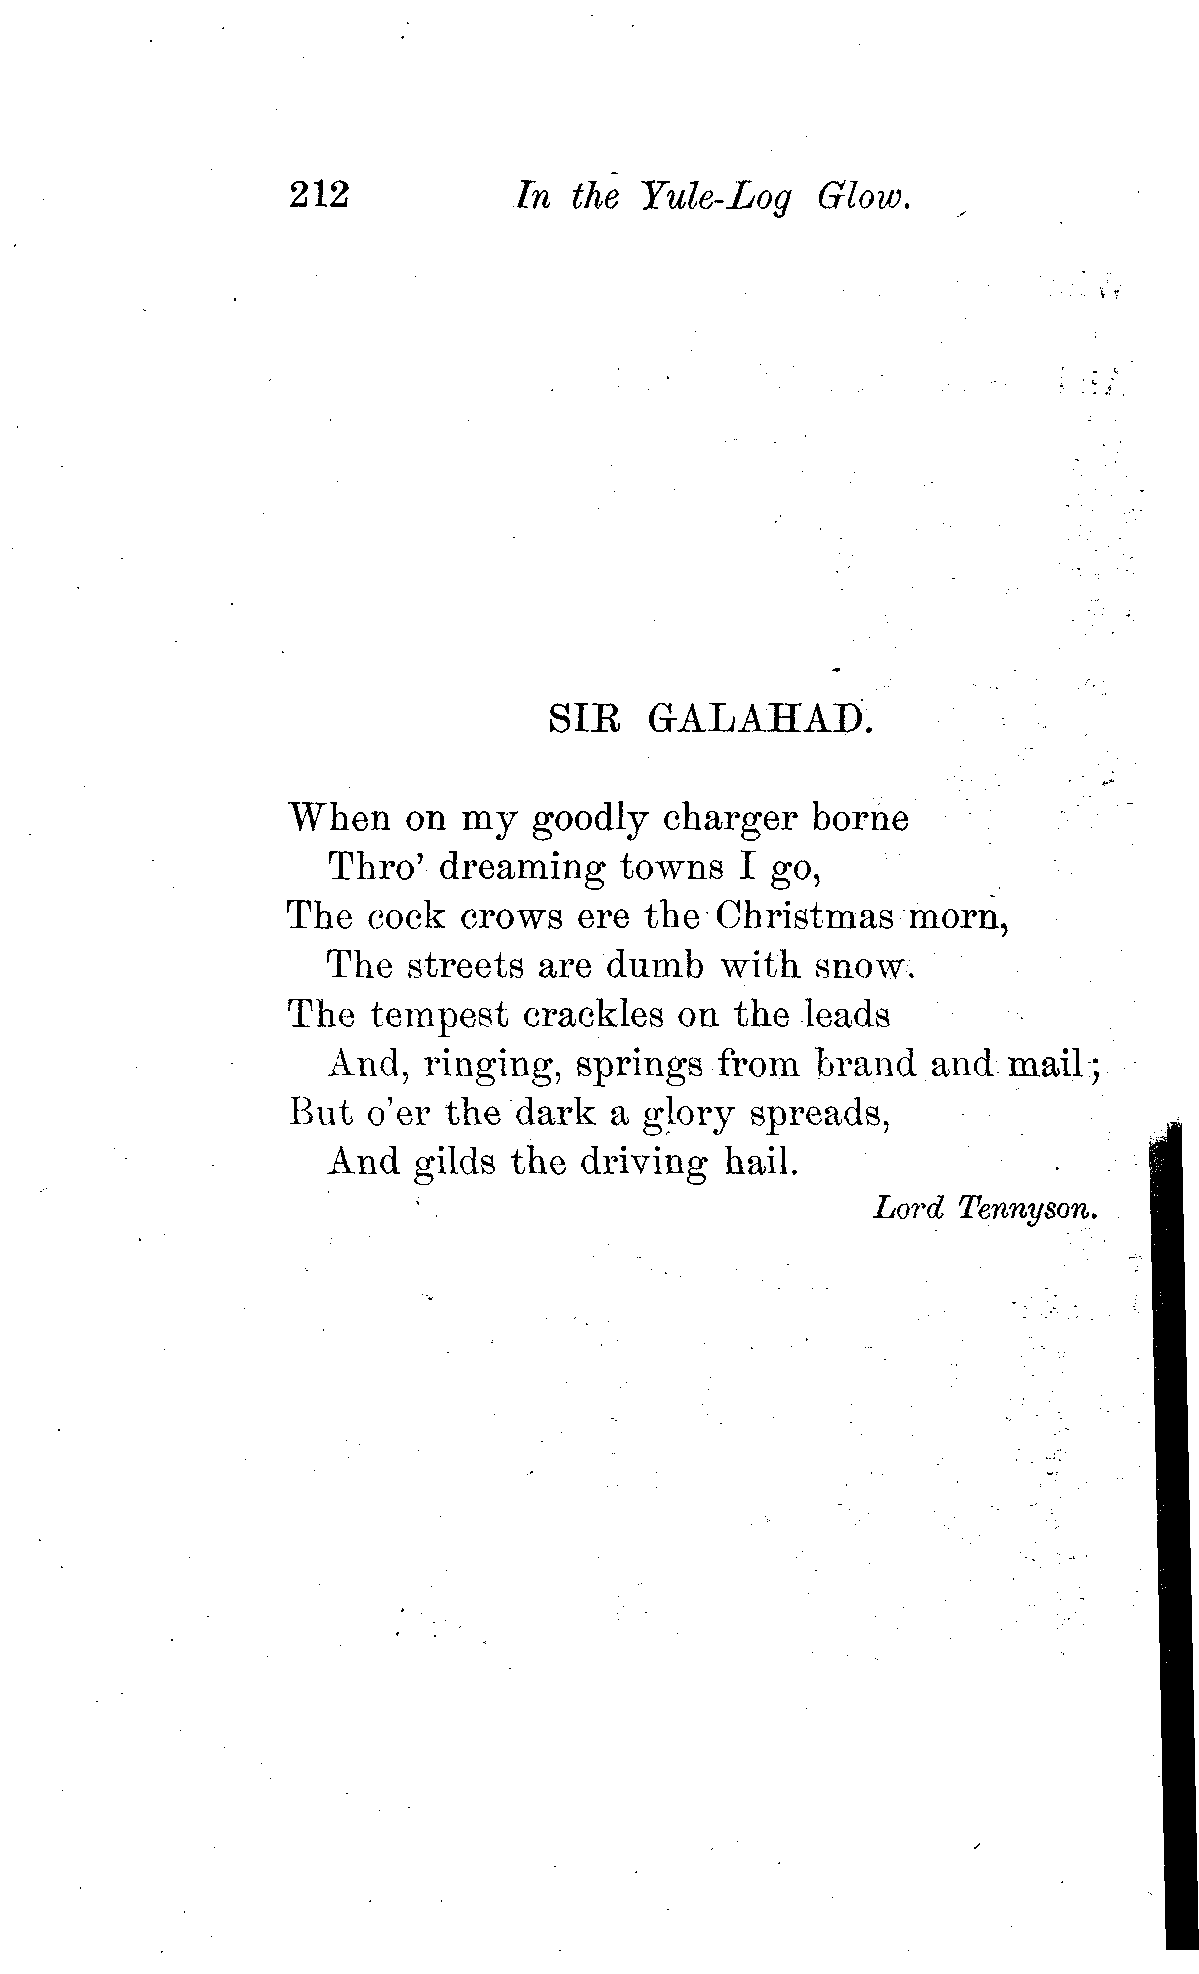 212 In the Yule-Log Glow.
SIR GALAHAD.
When on my goodly charger borne
Thro' dreaming towns I go,
The cock crows ere the Christmas morn,
The streets are dumb with snow.
The tempest crackles on the leads
And, ringing, springs from brand and mail;
But o'er the dark a glory spreads,
And gilds the driving hail.
Lord Tennyson.